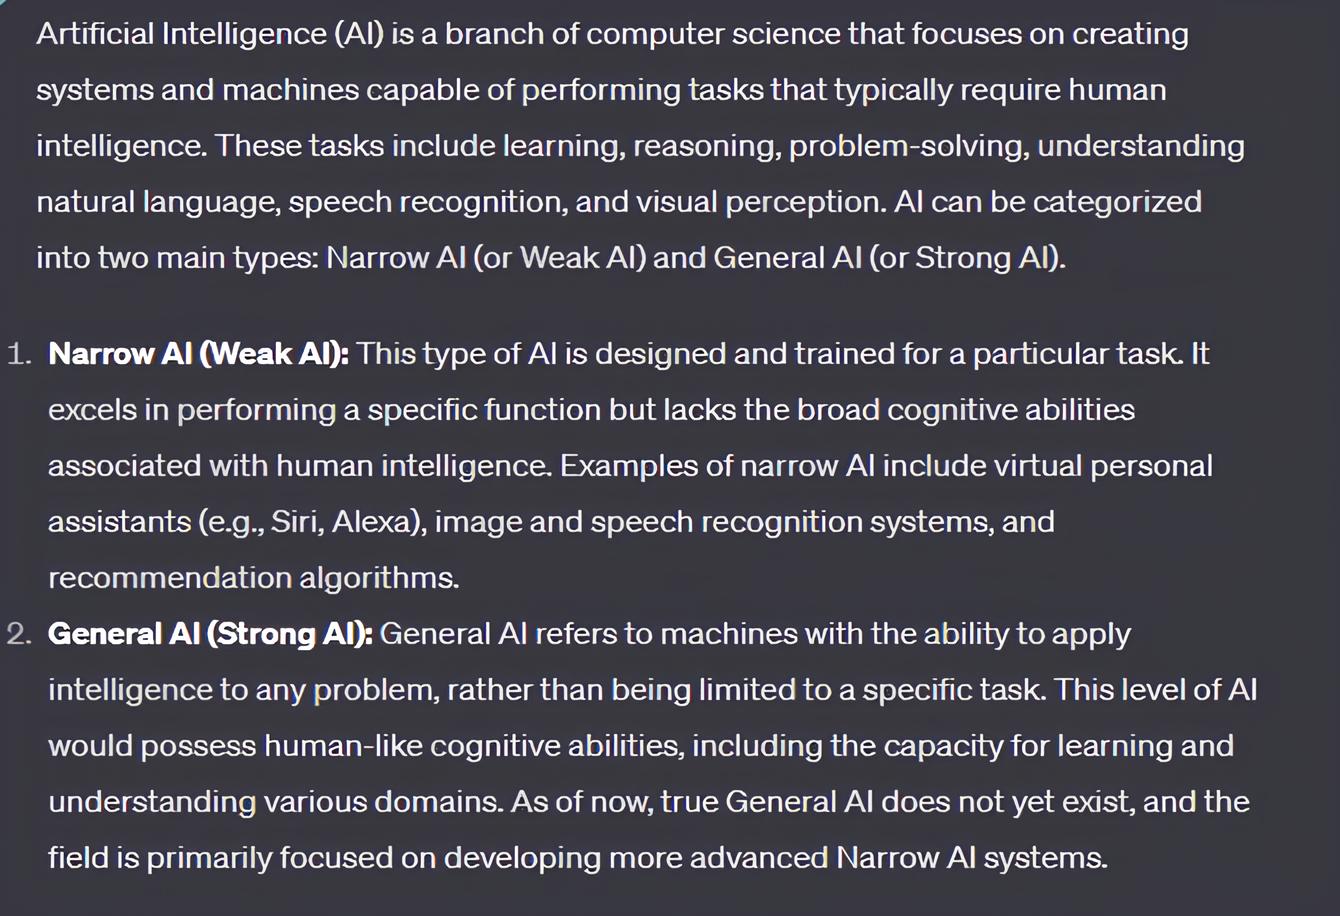 Artificial Intelligence (AI) is a branch of computer science that focuses on creating
systems and machines capable of performing tasks that typically require human
intelligence. These tasks include learning, reasoning, problem-solving, understanding
natural language, speech recognition, and visual perception. AI can be categorized
into two main types: Narrow AI (or Weak AI) and General AI (or Strong AI).
1. Narrow AI (Weak AI): This type of AI is designed and trained for a particular task. It
excels in performing a specific function but lacks the broad cognitive abilities
associated with human intelligence. Examples of narrow AI include virtual personal
assistants (e.g., Siri, Alexa), image and speech recognition systems, and
recommendation algorithms.
2. General AI (Strong AI): General AI refers to machines with the ability to apply
intelligence to any problem, rather than being limited to a specific task. This level of AI
would possess human-like cognitive abilities, including the capacity for learning and
understanding various domains. As of now, true General AI does not yet exist, and the
field is primarily focused on developing more advanced Narrow AI systems.